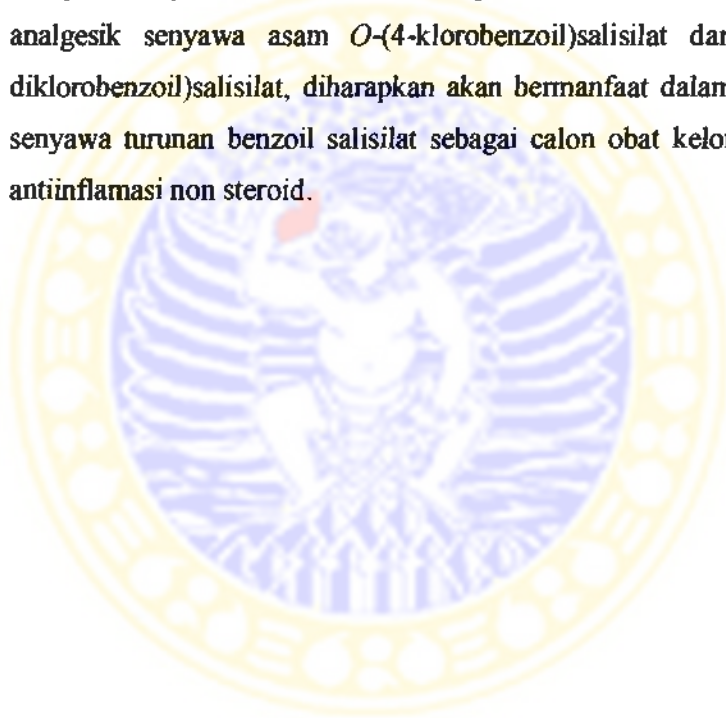 analgesik senyawa asam O-(4-klorobenzoil)salisilat dar
diklorobenzoil)salisilat, diharapkan akan bermanfaat dalam
senyawa turunan benzoil salisilat sebagai calon obat kelo
antiinflamasi non steroid.